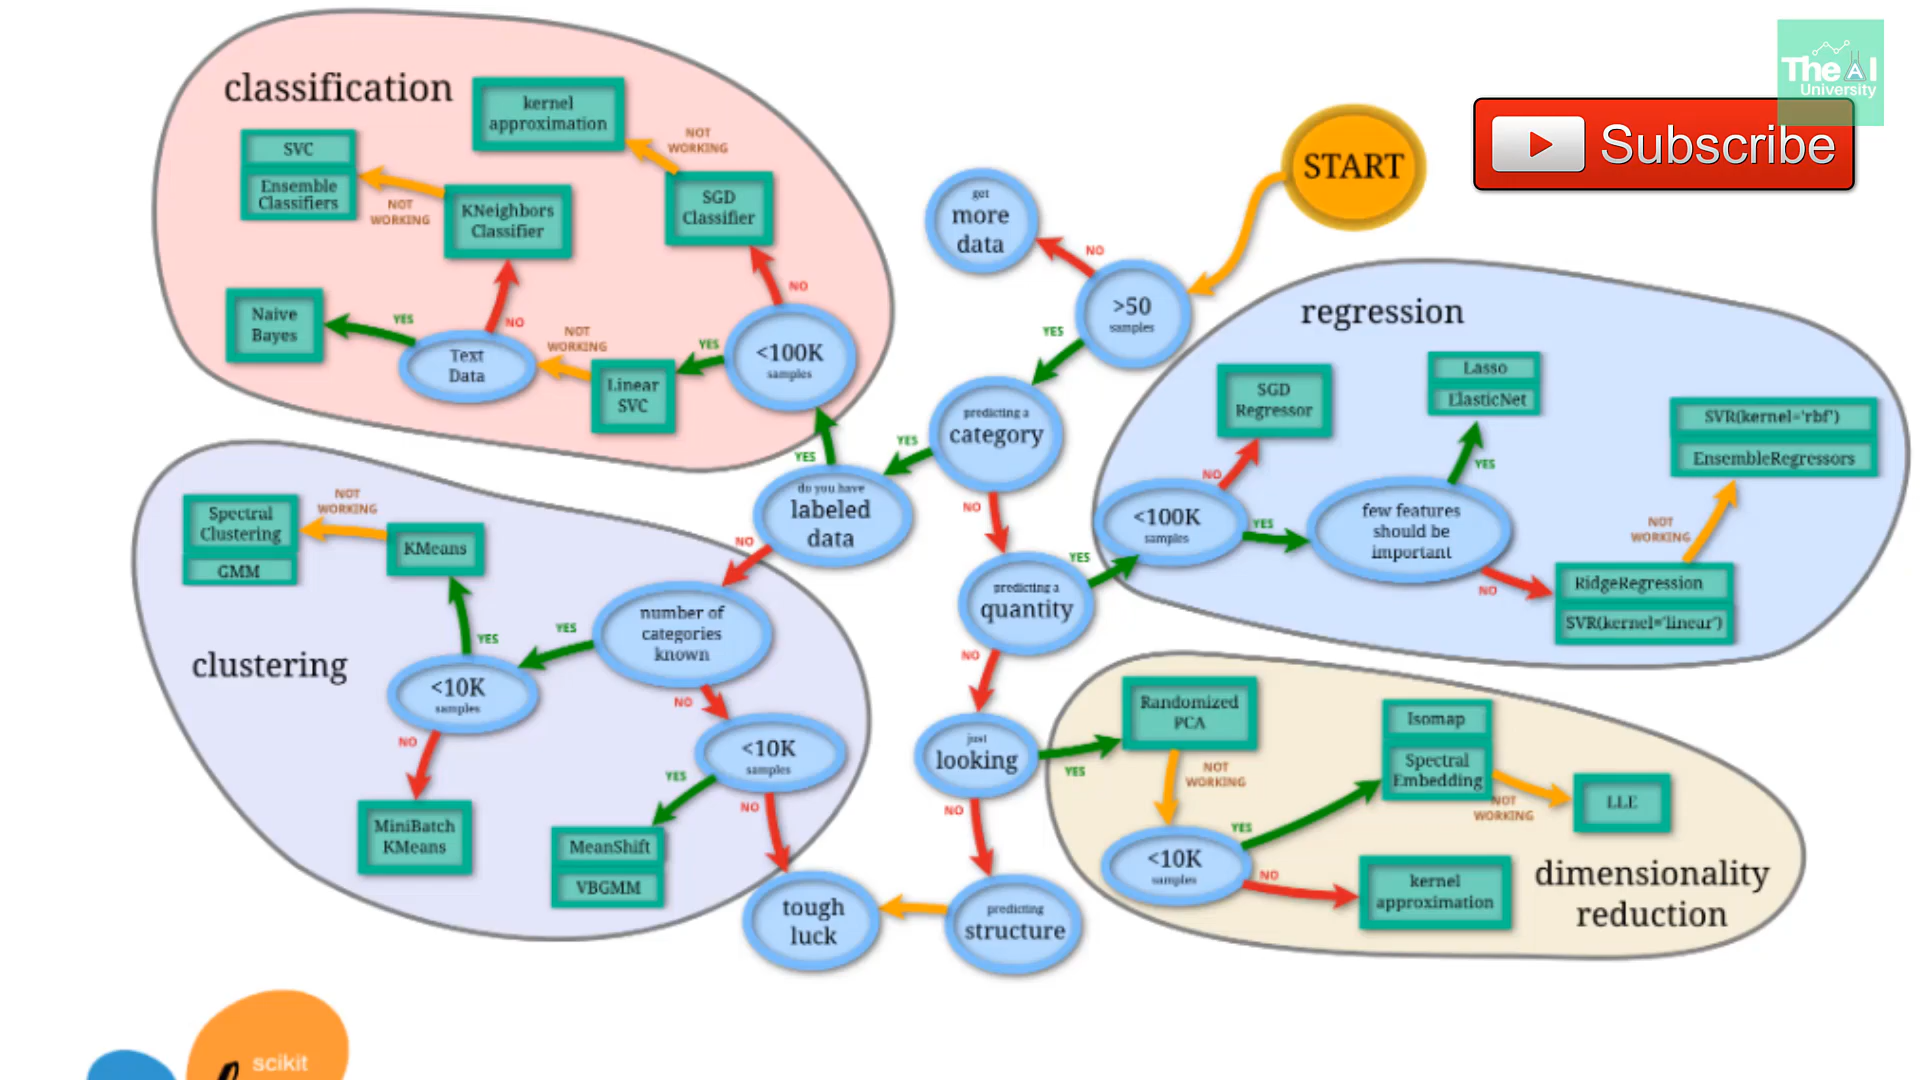 The AI
University
Subscribe
START
classification
kernel
approximation
NOT
WORKING
SVC
Ensemble
Classifiers
NOT
WORKING
KNeighbors
Classifier
SGD
Classifier
NO
Naive
Bayes
YES
NO
Text
Data
NOT
WORKING
Linear
SVC
YES
<100K
samples
YES
get
more
data
NO
>50
samples
YES
predicting a
category
YES
NO
do you have
labeled
data
NO
predicting a
quantity
YES
NO
just
looking
YES
NO
predicting
structure
tough
luck
regression
SGD
Regressor
Lasso
ElasticNet
SVR(kernel='rbf')
EnsembleRegressors
NO
YES
<100K
samples
YES
few features
should be
important
NOT
WORKING
NO
RidgeRegression
SVR(kernel='linear')
clustering
Spectral
Clustering
GMM
NOT
WORKING
KMeans
YES
number of
categories
known
YES
NO
<10K
samples
NO
<10K
samples
YES
NO
MiniBatch
KMeans
MeanShift
VBGMM
Randomized
PCA
NOT
WORKING
Isomap
Spectral
Embedding
NOT
WORKING
LLE
YES
<10K
samples
NO
kernel
approximation
dimensionality
reduction
scikit